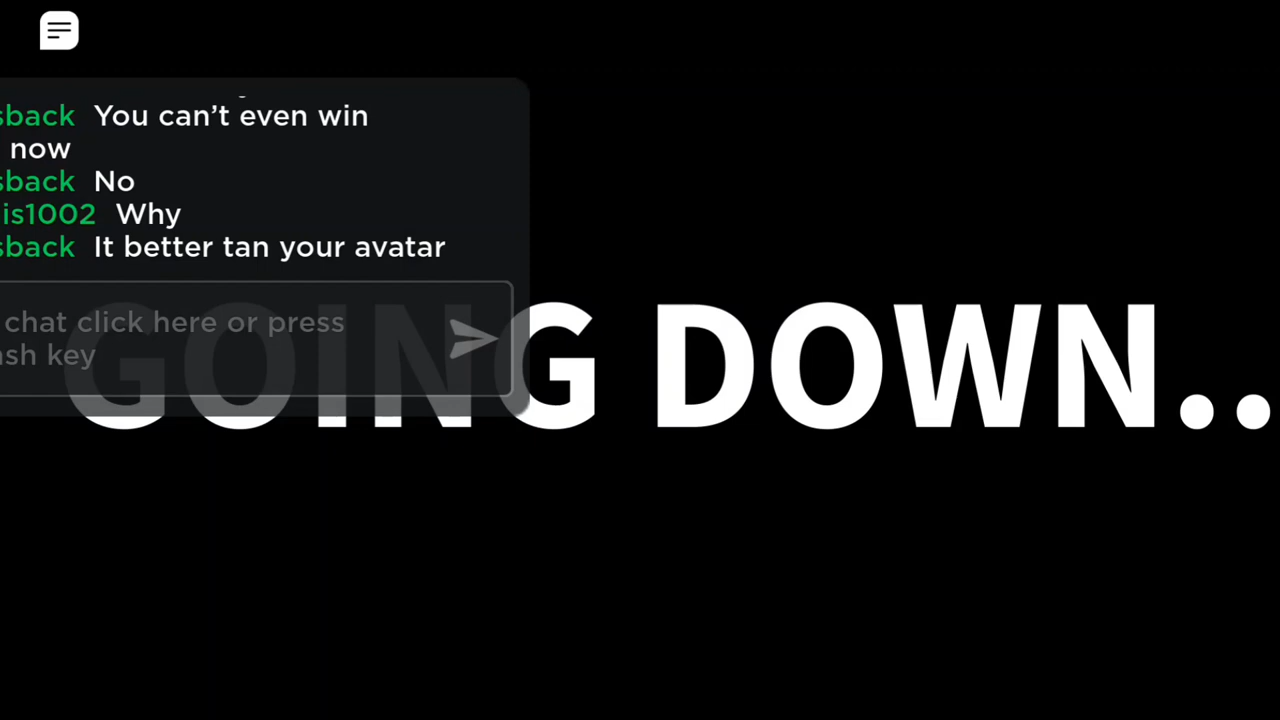 sback You can't even win
now
sback No
is1002 Why
sback It better tan your avatar
chat click here or press
ash key
GOING DOWN..